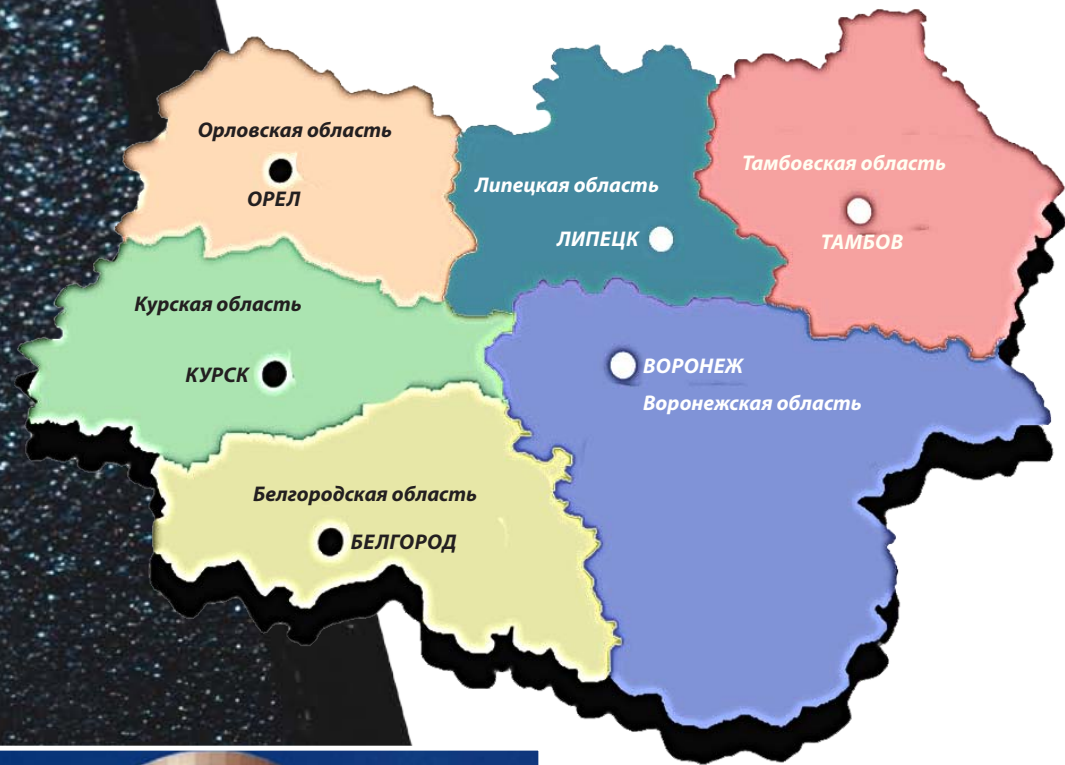 Орловская область
ОРЕЛ
Липецкая область
ЛИПЕЦК
Тамбовская область
ТАМБОВ
Курская область
КУРСК
ВОРОНЕЖ
Воронежская область
Белгородская область
БЕЛГОРОД